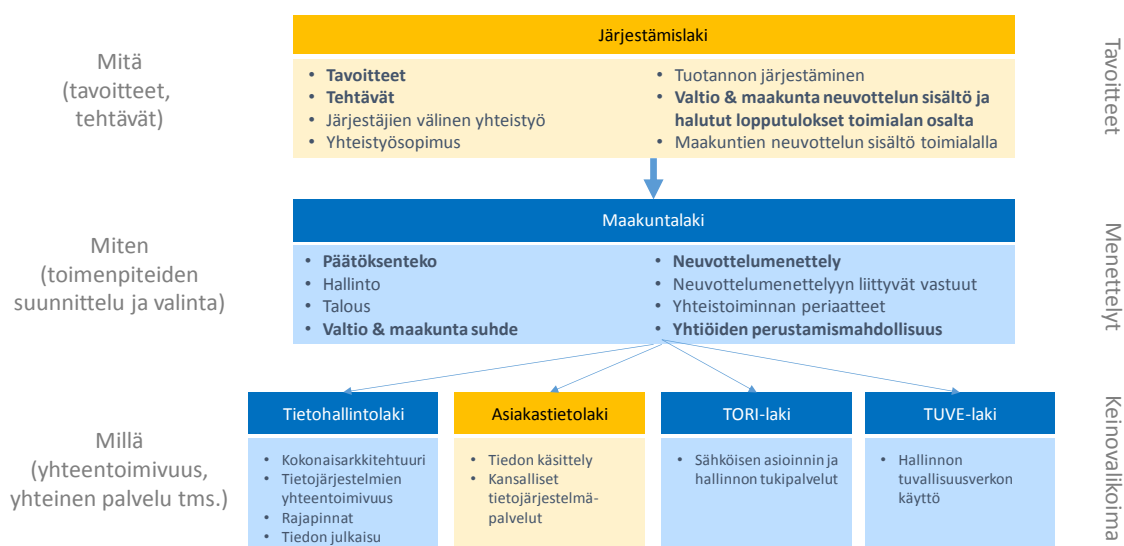 Mitä
(tavoitteet,
tehtävät)
Järjestämislaki
• Tavoitteet
• Tehtävät
• Järjestäjien välinen yhteistyö
• Yhteistyösopimus
• Tuotannon järjestäminen
• Valtio & maakunta neuvottelun sisältö ja
halutut lopputulokset toimialan osalta
• Maakuntien neuvottelun sisältö toimialalla
Tavoitteet
Miten
(toimenpiteiden
suunnittelu ja valinta)
Maakuntalaki
• Päätöksenteko
• Hallinto
• Talous
• Valtio & maakunta suhde
• Neuvottelumenettely
• Neuvottelumenettelyyn liittyvät vastuut
• Yhteistoiminnan periaatteet
• Yhtiöiden perustamismahdollisuus
Menettelyt
Millä
(yhteentoimivuus,
yhteinen palvelu tms.)
Tietohallintolaki
• Kokonaisarkkitehtuuri
• Tietojärjestelmien
yhteentoimivuus
• Rajapinnat
• Tiedon julkaisu
Asiakastietolaki
• Tiedon käsittely
• Kansalliset
tietojärjestelmä-
palvelut
TORI-laki
• Sähköisen asioinnin ja
hallinnon tukipalvelut
TUVE-laki
• Hallinnon
tuvallisuusverkon
käyttö
Keinovalikoima